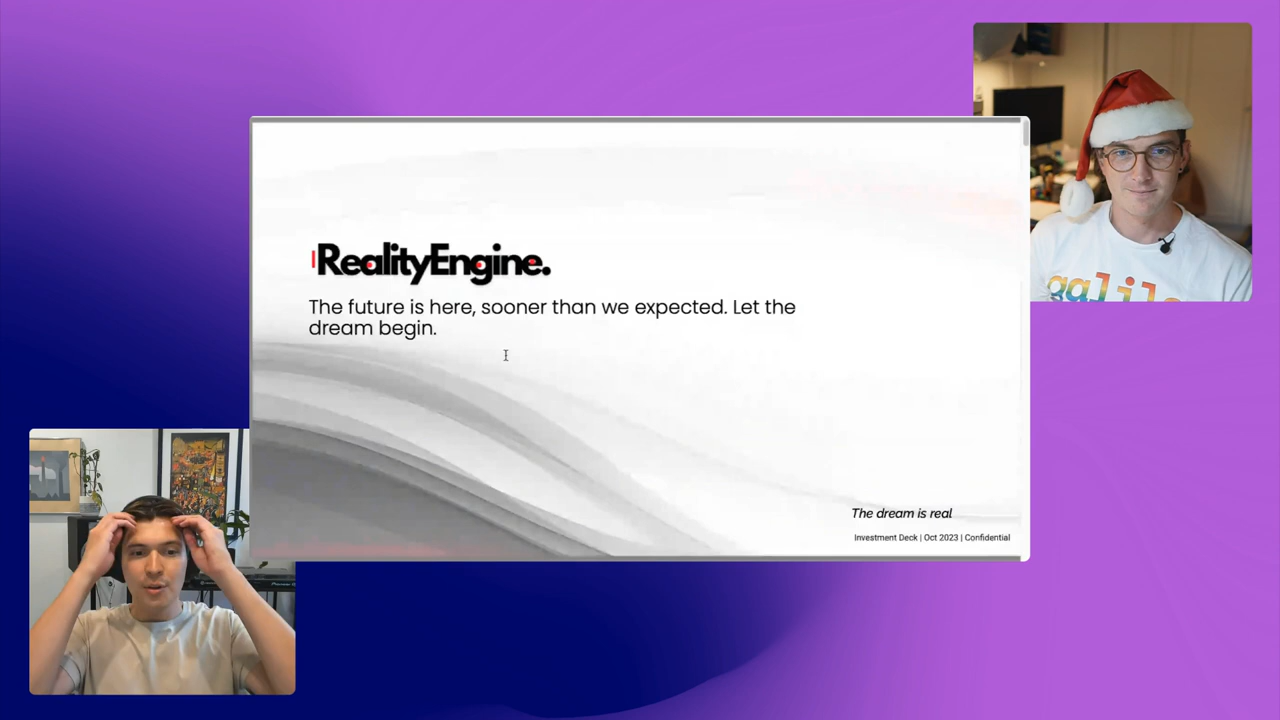 RealityEngine.
The future is here, sooner than we expected. Let the
dream begin.
The dream is real
Investment Deck | Oct 2023 | Confidential